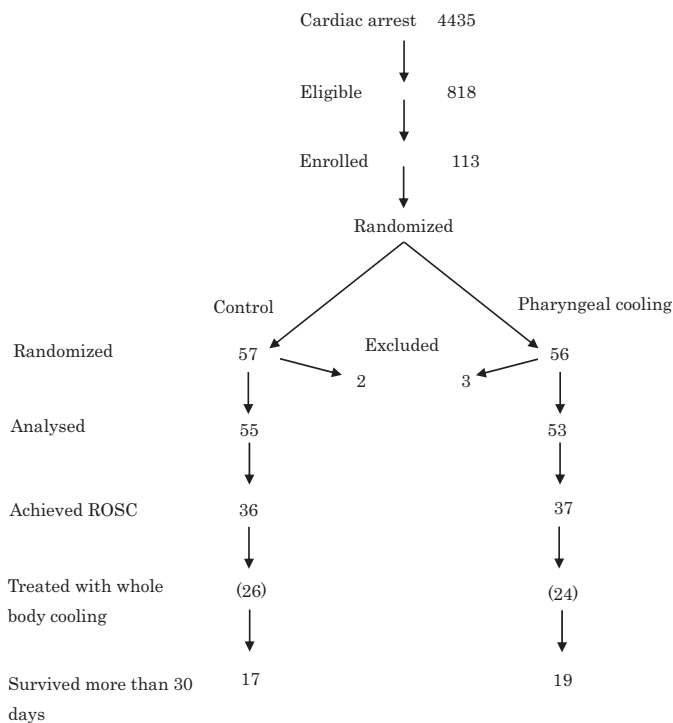 Cardiac arrest 4435
Eligible 818
Enrolled 113
Randomized
Control
Pharyngeal cooling
Randomized 57 Excluded 56
2 3
Analysed 55 53
Achieved ROSC 36 37
Treated with whole (26) (24)
body cooling
Survived more than 30 17 19
days